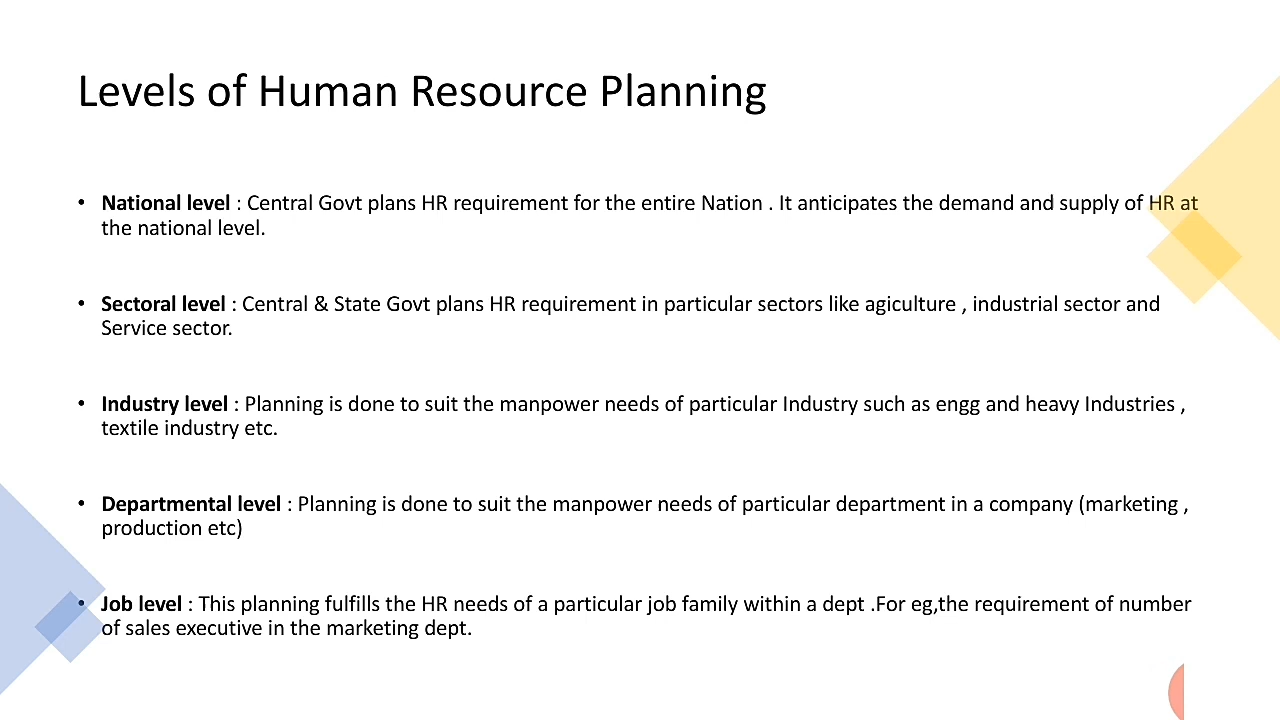 Levels of Human Resource Planning
• National level : Central Govt plans HR requirement for the entire Nation . It anticipates the demand and supply of HR at
the national level.
• Sectoral level : Central & State Govt plans HR requirement in particular sectors like agiculture , industrial sector and
Service sector.
• Industry level : Planning is done to suit the manpower needs of particular Industry such as engg and heavy Industries ,
textile industry etc.
• Departmental level : Planning is done to suit the manpower needs of particular department in a company (marketing ,
production etc)
• Job level : This planning fulfills the HR needs of a particular job family within a dept .For eg,the requirement of number
of sales executive in the marketing dept.